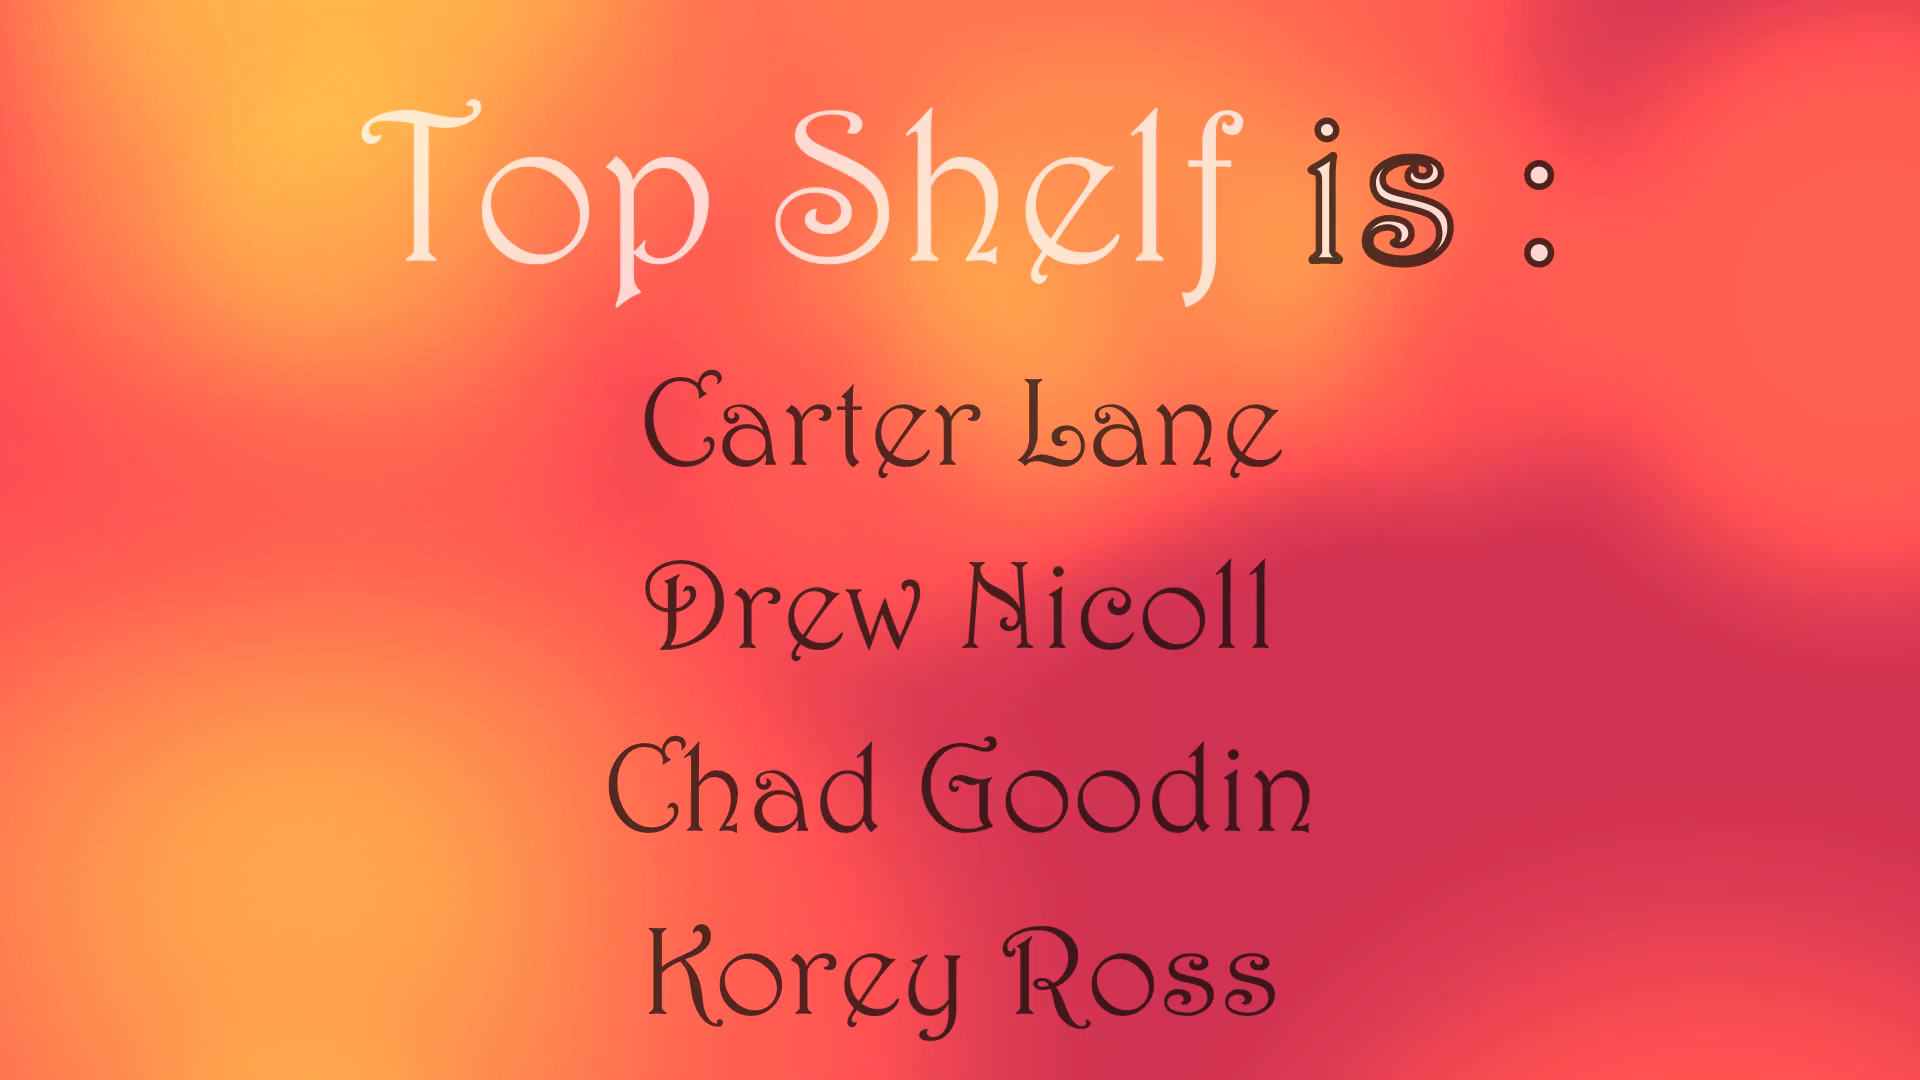 Top Shelf is :
Carter Lane
Drew Nicoll
Chad Goodin
Korey Ross